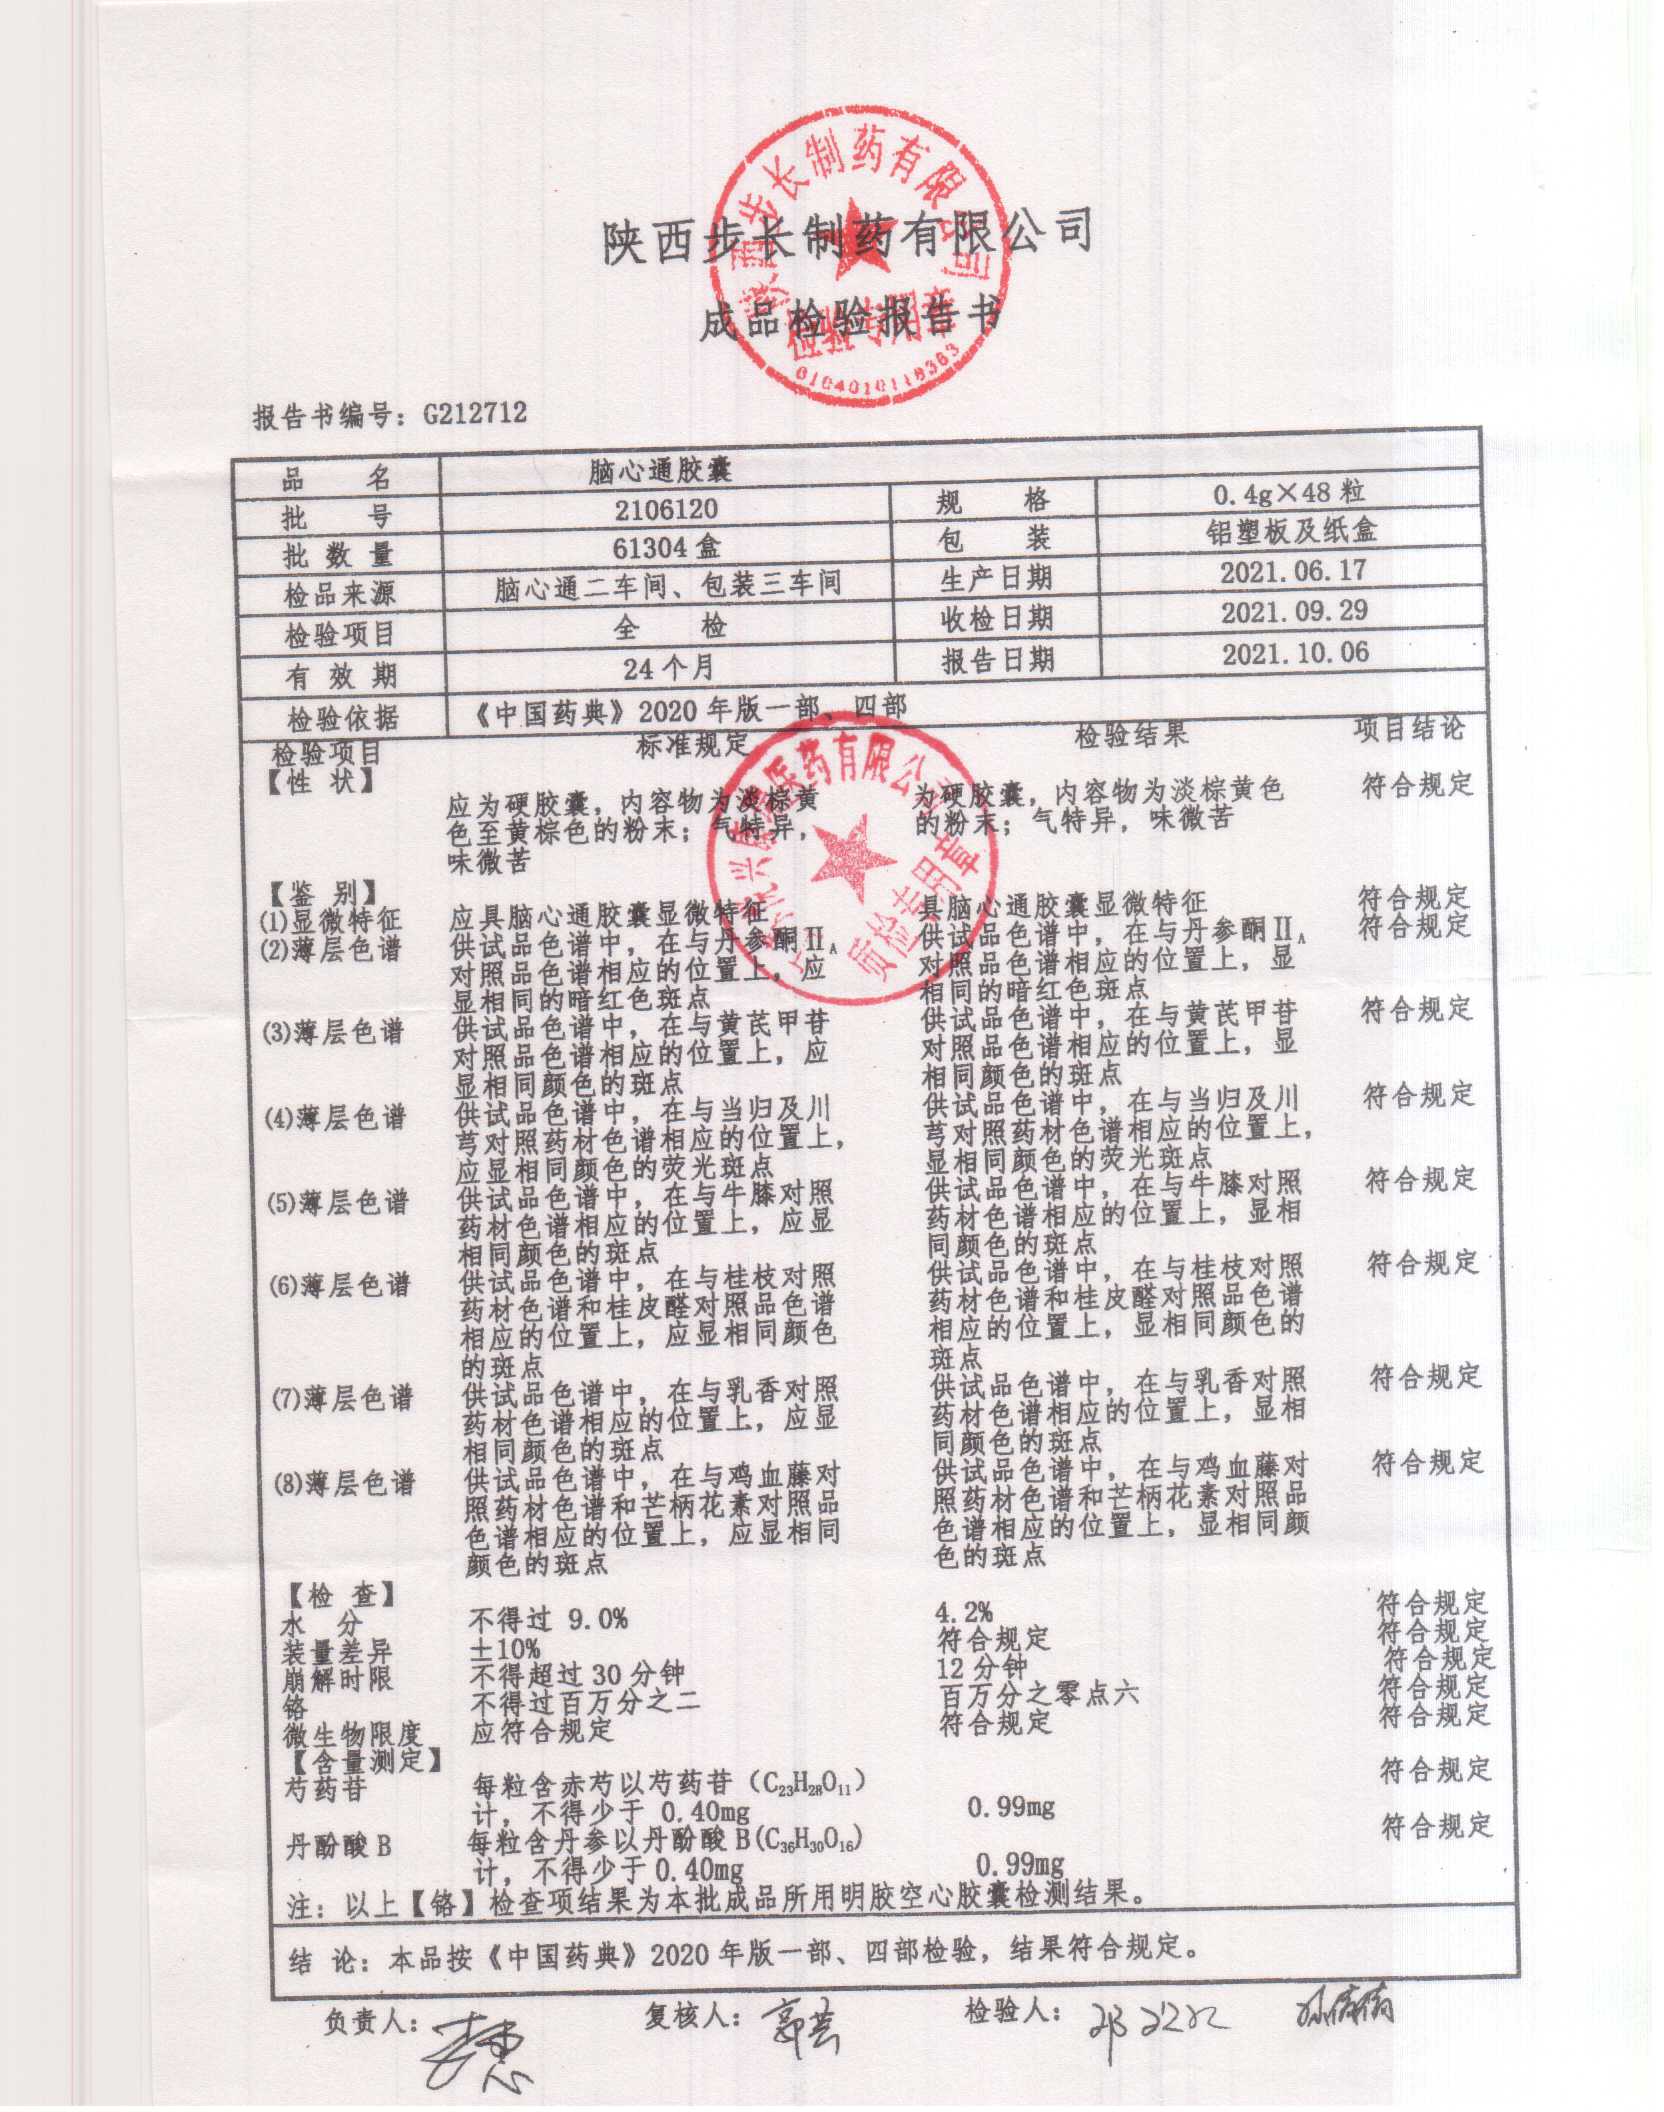 陕西步长制药有限公司
检验专用章
陕西步长制药有限公司
成品检验报告书
报告书编号：G212712
品 名 脑心通胶囊
批 号 2106120 规 格 0.4g×48粒
批 数 量 61304盒 包 装 铝塑板及纸盒
检品来源 脑心通二车间、包装三车间 生产日期 2021.06.17
检验项目 全 检 收检日期 2021.09.29
有 效 期 24个月 报告日期 2021.10.06
检验依据 《中国药典》2020年版一部、四部
检验项目 标准规定 检验结果 项目结论
【性 状】
应为硬胶囊，内容物为淡棕黄 为硬胶囊，内容物为淡棕黄色 符合规定
色至黄棕色的粉末；气特异， 的粉末；气特异，味微苦
味微苦
医药有限公
质检专用章
【鉴 别】
⑴显微特征 应具脑心通胶囊显微特征 具脑心通胶囊显微特征 符合规定
⑵薄层色谱 供试品色谱中，在与丹参酮ⅡA 供试品色谱中，在与丹参酮ⅡA 符合规定
对照品色谱相应的位置上，应 对照品色谱相应的位置上，显
显相同的暗红色斑点 相同的暗红色斑点
⑶薄层色谱 供试品色谱中，在与黄芪甲苷 供试品色谱中，在与黄芪甲苷 符合规定
对照品色谱相应的位置上，应 对照品色谱相应的位置上，显
显相同颜色的斑点 相同颜色的斑点
⑷薄层色谱 供试品色谱中，在与当归及川 供试品色谱中，在与当归及川 符合规定
芎对照药材色谱相应的位置上， 芎对照药材色谱相应的位置上，
应显相同颜色的荧光斑点 显相同颜色的荧光斑点
⑸薄层色谱 供试品色谱中，在与牛膝对照 供试品色谱中，在与牛膝对照 符合规定
药材色谱相应的位置上，应显 药材色谱相应的位置上，显相
相同颜色的斑点 同颜色的斑点
⑹薄层色谱 供试品色谱中，在与桂枝对照 供试品色谱中，在与桂枝对照 符合规定
药材色谱和桂皮醛对照品色谱 药材色谱和桂皮醛对照品色谱
相应的位置上，应显相同颜色 相应的位置上，显相同颜色的
的斑点 斑点
⑺薄层色谱 供试品色谱中，在与乳香对照 供试品色谱中，在与乳香对照 符合规定
药材色谱相应的位置上，应显 药材色谱相应的位置上，显相
相同颜色的斑点 同颜色的斑点
⑻薄层色谱 供试品色谱中，在与鸡血藤对 供试品色谱中，在与鸡血藤对 符合规定
照药材色谱和芒柄花素对照品 照药材色谱和芒柄花素对照品
色谱相应的位置上，应显相同 色谱相应的位置上，显相同颜
颜色的斑点 色的斑点
【检 查】
水 分 不得过 9.0% 4.2% 符合规定
装量差异 ±10% 符合规定 符合规定
崩解时限 不得超过30分钟 12分钟 符合规定
铬 不得过百万分之二 百万分之零点六 符合规定
微生物限度 应符合规定 符合规定 符合规定
【含量测定】
芍药苷 每粒含赤芍以芍药苷（C23H28O11） 符合规定
计，不得少于 0.40mg 0.99mg
丹酚酸B 每粒含丹参以丹酚酸B(C36H30O16) 符合规定
计，不得少于0.40mg 0.99mg
注：以上【铬】检查项结果为本批成品所用明胶空心胶囊检测结果。
结 论：本品按《中国药典》2020年版一部、四部检验，结果符合规定。
负责人： 复核人：郭芸 检验人：